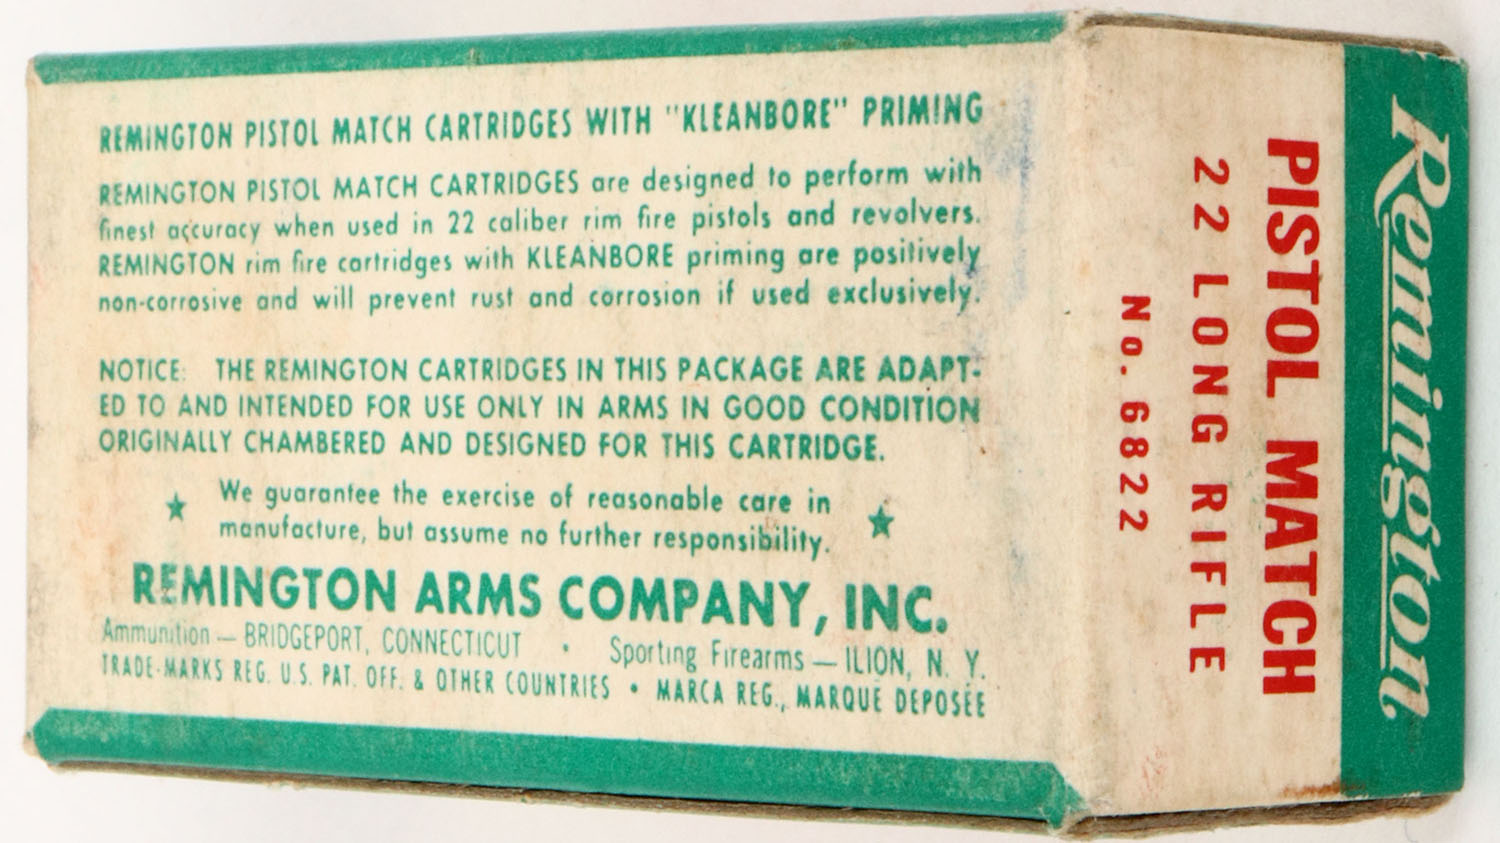 REMINGTON PISTOL MATCH CARTRIDGES WITH "KLEANBORE" PRIMING
REMINGTON PISTOL MATCH CARTRIDGES are designed to perform with
finest accuracy when used in 22 caliber rim fire pistols and revolvers.
REMINGTON rim fire cartridges with KLEANBORE priming are positively
non-corrosive and will prevent rust and corrosion if used exclusively.
NOTICE: THE REMINGTON CARTRIDGES IN THIS PACKAGE ARE ADAPT-
ED TO AND INTENDED FOR USE ONLY IN ARMS IN GOOD CONDITION
ORIGINALLY CHAMBERED AND DESIGNED FOR THIS CARTRIDGE.
We guarantee the exercise of reasonable care in
manufacture, but assume no further responsibility.
REMINGTON ARMS COMPANY, INC.
Ammunition — BRIDGEPORT, CONNECTICUT • Sporting Firearms — ILION, N. Y.
TRADE-MARKS REG. U.S. PAT. OFF. & OTHER COUNTRIES • MARCA REG., MARQUE DEPOSÉE
Remington
PISTOL MATCH
22 LONG RIFLE
No. 6822